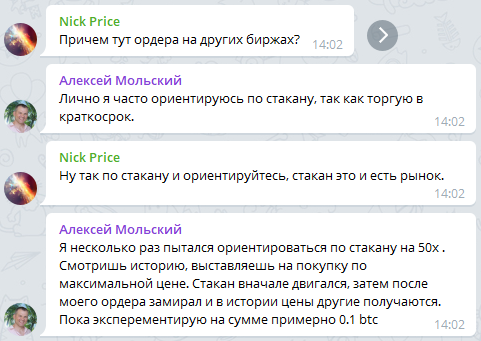 Nick Price
Причем тут ордера на других биржах?
14:02
Алексей Мольский
Лично я часто ориентируюсь по стакану, так как торгую в
краткосрок.
14:02
Nick Price
Ну так по стакану и ориентируйтесь, стакан это и есть рынок.
14:02
Алексей Мольский
Я несколько раз пытался ориентироваться по стакану на 50x .
Смотришь историю, выставляешь на покупку по
максимальной цене. Стакан вначале двигался, затем после
моего ордера замирал и в истории цены другие получаются.
Пока эксперементирую на сумме примерно 0.1 btc
14:02